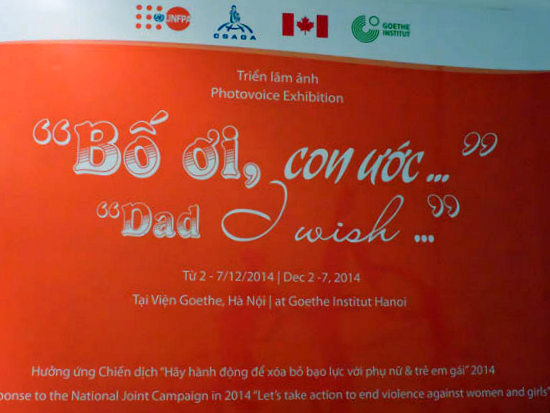 UNFPA
CSAGA
GOETHE
INSTITUT
Triển lãm ảnh
Photovoice Exhibition
“Bố ơi, con ước...”
“Dad I wish ...”
Từ 2 - 7/12/2014 | Dec 2 -7, 2014
Tại Viện Goethe, Hà Nội | at Goethe Institut Hanoi
Hưởng ứng Chiến dịch “Hãy hành động để xóa bỏ bạo lực với phụ nữ & trẻ em gái” 2014
ponse to the National Joint Campaign in 2014 “Let’s take action to end violence against women and girls”